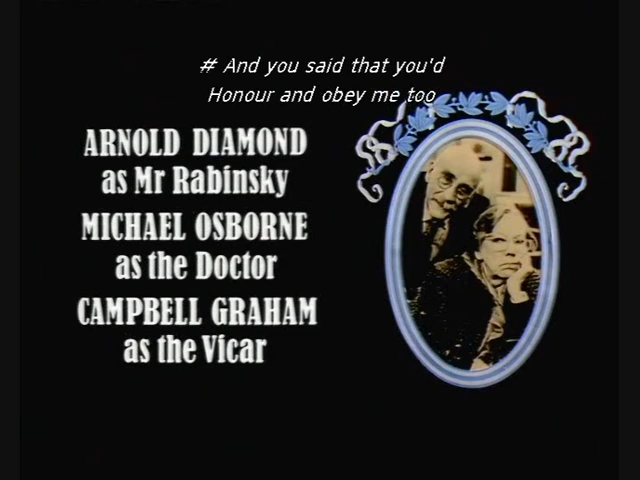 # And you said that you'd
Honour and obey me too
ARNOLD DIAMOND
as Mr Rabinsky
MICHAEL OSBORNE
as the Doctor
CAMPBELL GRAHAM
as the Vicar